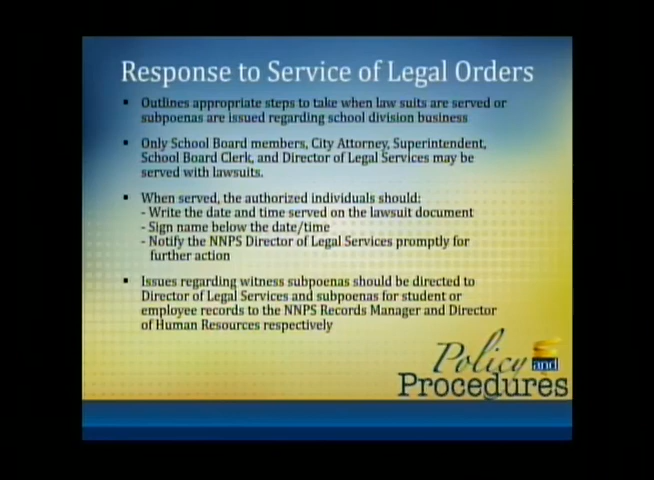 Response to Service of Legal Orders
▪ Outlines appropriate steps to take when law suits are served or
subpoenas are issued regarding school division business
▪ Only School Board members, City Attorney, Superintendent,
School Board Clerk, and Director of Legal Services may be
served with lawsuits.
▪ When served, the authorized individuals should:
- Write the date and time served on the lawsuit document
- Sign name below the date/time
- Notify the NNPS Director of Legal Services promptly for
further action
▪ Issues regarding witness subpoenas should be directed to
Director of Legal Services and subpoenas for student or
employee records to the NNPS Records Manager and Director
of Human Resources respectively
Policy and
Procedures